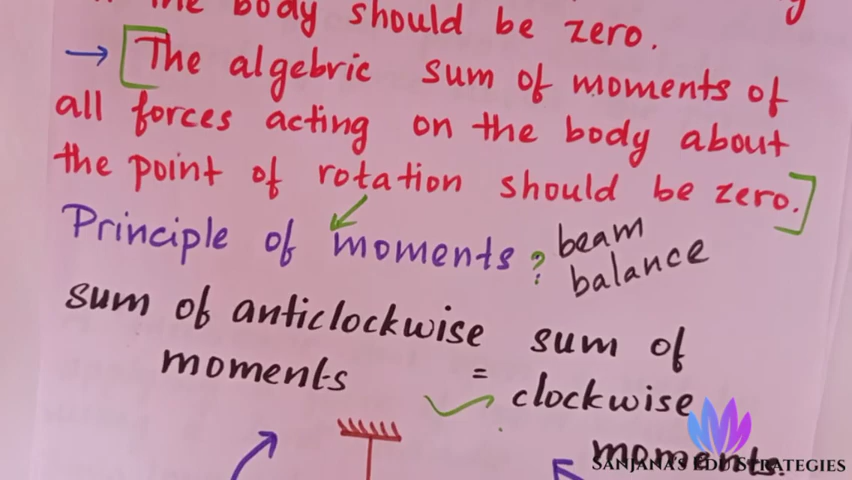 the body should be zero.
→ [The algebric sum of moments of
all forces acting on the body about
the point of rotation should be zero.]
Principle of moments ? beam
balance
sum of anticlockwise sum of
moments = clockwise
moments.
SANJANA'S EDU STRATEGIES